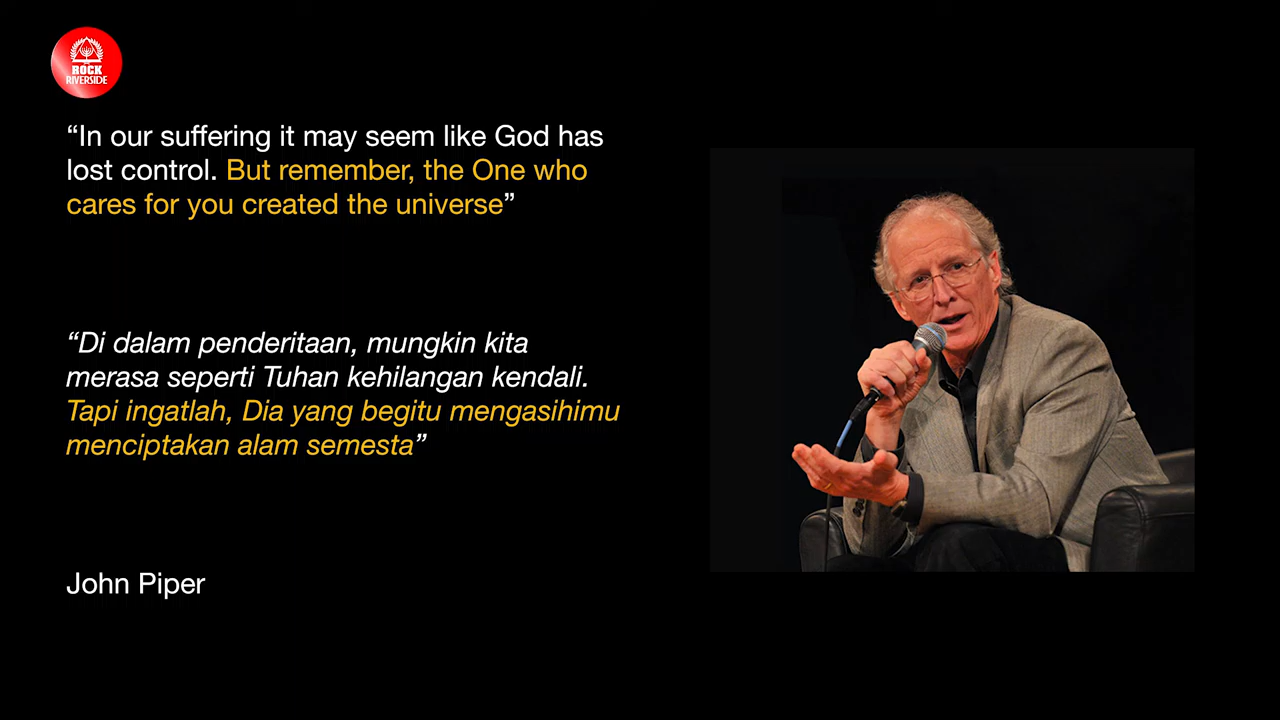 ROCK
RIVERSIDE
“In our suffering it may seem like God has
lost control. But remember, the One who
cares for you created the universe”
“Di dalam penderitaan, mungkin kita
merasa seperti Tuhan kehilangan kendali.
Tapi ingatlah, Dia yang begitu mengasihimu
menciptakan alam semesta”
John Piper